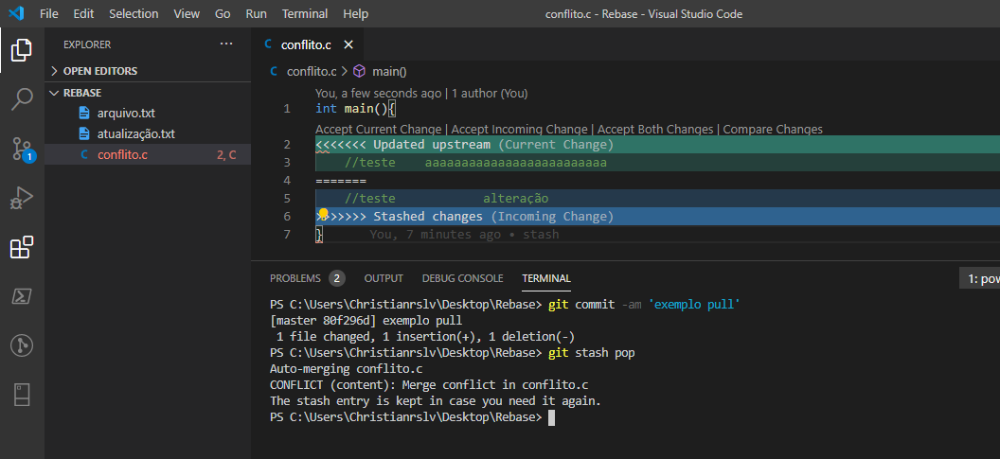 File Edit Selection View Go Run Terminal Help conflito.c - Rebase - Visual Studio Code
EXPLORER ···
OPEN EDITORS
REBASE
arquivo.txt
atualização.txt
C conflito.c 2, C
1
C conflito.c ×
C conflito.c > main()
You, a few seconds ago | 1 author (You)
1 int main(){
Accept Current Change | Accept Incoming Change | Accept Both Changes | Compare Changes
2 <<<<<<< Updated upstream (Current Change)
3 //teste aaaaaaaaaaaaaaaaaaaaaaaaa
4 =======
5 //teste alteração
6 >>>>>>> Stashed changes (Incoming Change)
7 } You, 7 minutes ago • stash
PROBLEMS 2 OUTPUT DEBUG CONSOLE TERMINAL 1: pow
PS C:\Users\Christianrslv\Desktop\Rebase> git commit -am 'exemplo pull'
[master 80f296d] exemplo pull
1 file changed, 1 insertion(+), 1 deletion(-)
PS C:\Users\Christianrslv\Desktop\Rebase> git stash pop
Auto-merging conflito.c
CONFLICT (content): Merge conflict in conflito.c
The stash entry is kept in case you need it again.
PS C:\Users\Christianrslv\Desktop\Rebase>